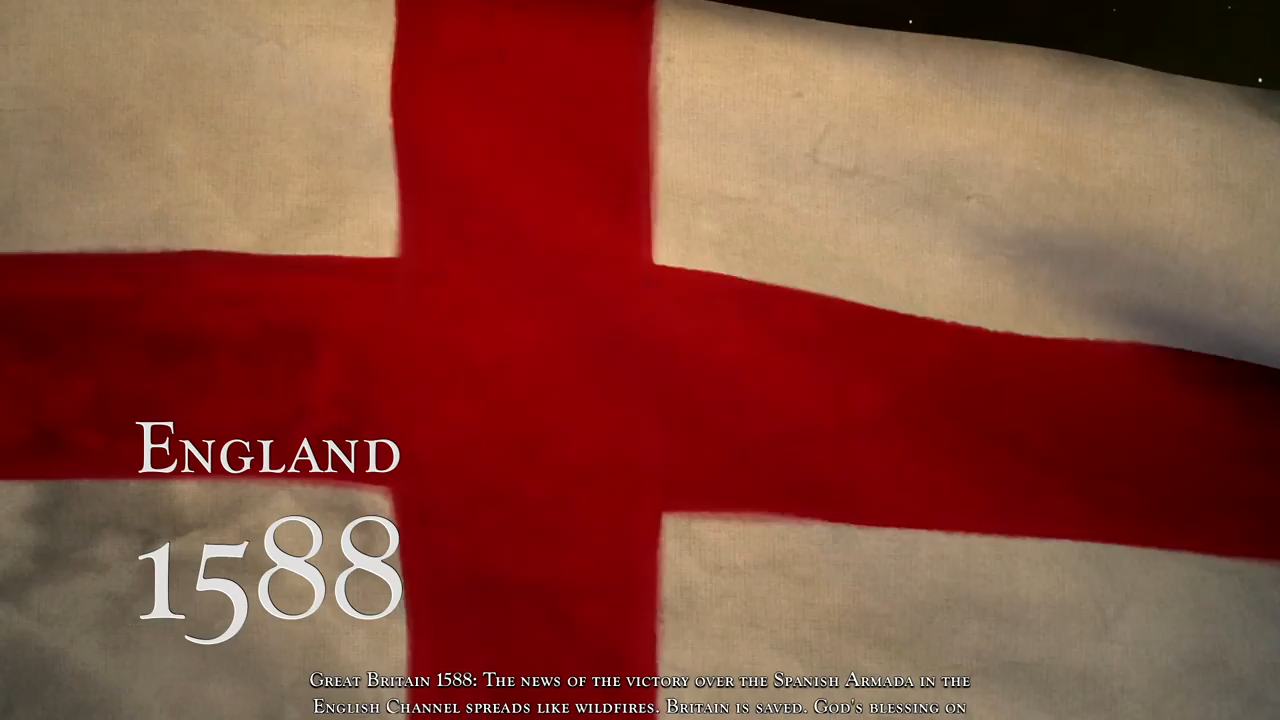 England
1588
Great Britain 1588: The news of the victory over the Spanish Armada in the
English Channel spreads like wildfires. Britain is saved. God's blessing on